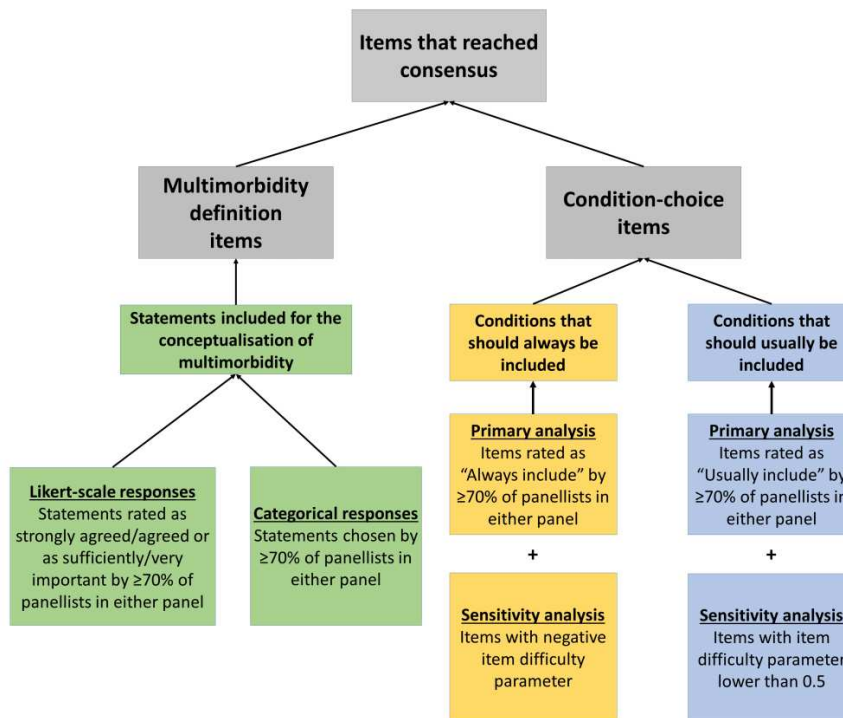 Items that reached
consensus
Multimorbidity
definition
items
Condition-choice
items
Statements included for the
conceptualisation of
multimorbidity
Conditions that
should always be
included
Conditions that
should usually be
included
Likert-scale responses
Statements rated as
strongly agreed/agreed or
as sufficiently/very
important by ≥70% of
panellists in either panel
Categorical responses
Statements chosen by
≥70% of panellists in
either panel
Primary analysis
Items rated as
“Always include” by
≥70% of panellists in
either panel
+
Sensitivity analysis
Items with negative
item difficulty
parameter
Primary analysis
Items rated as
“Usually include” by
≥70% of panellists in
either panel
+
Sensitivity analysis
Items with item
difficulty parameter
lower than 0.5